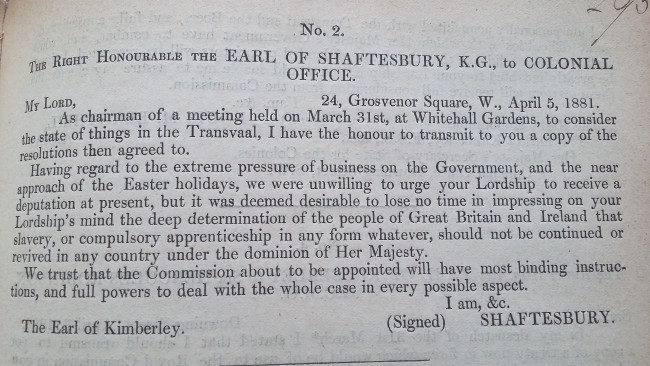 No. 2.
THE RIGHT HONOURABLE THE EARL OF SHAFTESBURY, K.G., to COLONIAL
OFFICE.
MY LORD,
24, Grosvenor Square, W., April 5, 1881.
As chairman of a meeting held on March 31st, at Whitehall Gardens, to consider
the state of things in the Transvaal, I have the honour to transmit to you a copy of the
resolutions then agreed to.
Having regard to the extreme pressure of business on the Government, and the near
approach of the Easter holidays, we were unwilling to urge your Lordship to receive a
deputation at present, but it was deemed desirable to lose no time in impressing on your
Lordship's mind the deep determination of the people of Great Britain and Ireland that
slavery, or compulsory apprenticeship in any form whatever, should not be continued or
revived in any country under the dominion of Her Majesty.
We trust that the Commission about to be appointed will have most binding instruc-
tions, and full powers to deal with the whole case in every possible aspect.
I am, &c.
The Earl of Kimberley. (Signed) SHAFTESBURY.